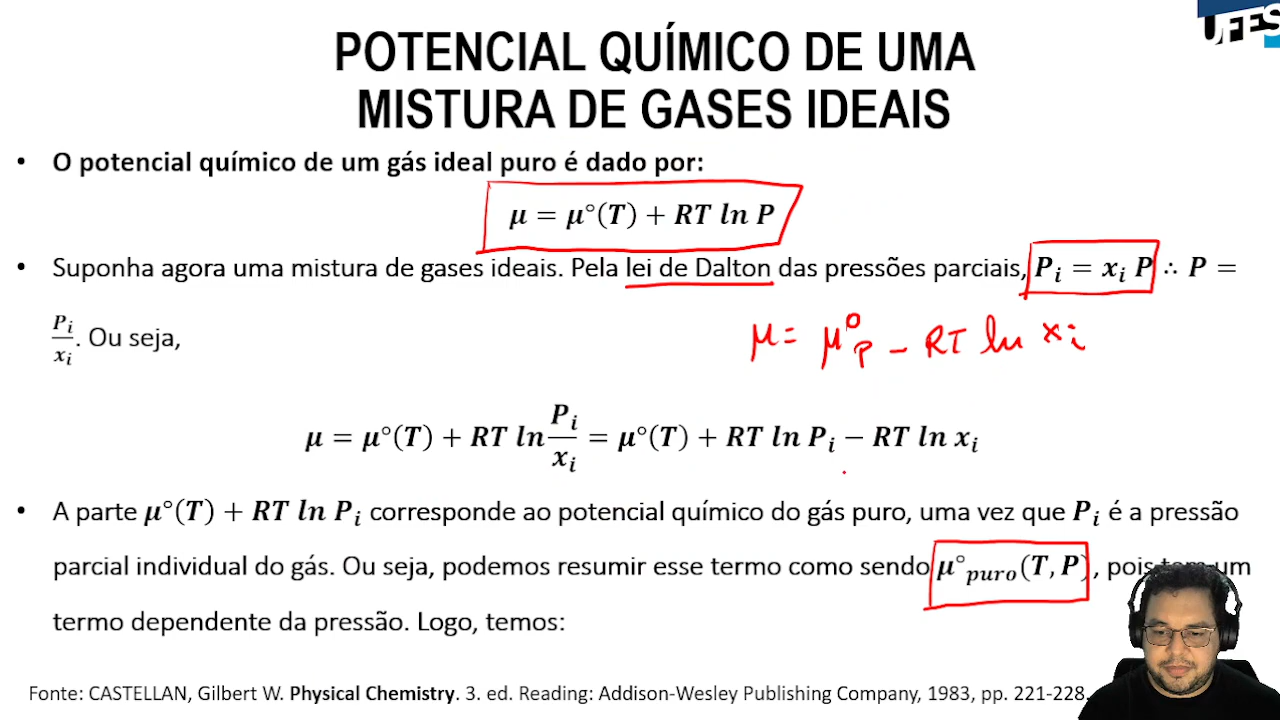 UFES
POTENCIAL QUÍMICO DE UMA
MISTURA DE GASES IDEAIS
• O potencial químico de um gás ideal puro é dado por:
μ = μ°(T) + RT ln P
• Suponha agora uma mistura de gases ideais. Pela lei de Dalton das pressões parciais, Pᵢ = xᵢ P ∴ P =
Pᵢ/xᵢ. Ou seja,
μ = μ°P − RT ln xᵢ
μ = μ°(T) + RT ln Pᵢ/xᵢ = μ°(T) + RT ln Pᵢ − RT ln xᵢ
• A parte μ°(T) + RT ln Pᵢ corresponde ao potencial químico do gás puro, uma vez que Pᵢ é a pressão
parcial individual do gás. Ou seja, podemos resumir esse termo como sendo μ°puro(T, P), pois tem um
termo dependente da pressão. Logo, temos:
Fonte: CASTELLAN, Gilbert W. Physical Chemistry. 3. ed. Reading: Addison-Wesley Publishing Company, 1983, pp. 221-228.